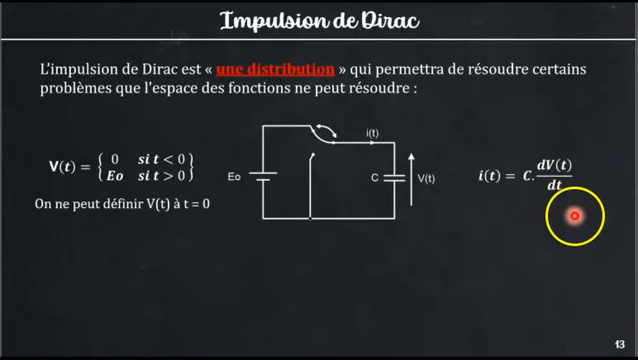 Impulsion de Dirac
L'impulsion de Dirac est « une distribution » qui permettra de résoudre certains
problèmes que l'espace des fonctions ne peut résoudre :
V(t) = { 0 si t < 0
Eo si t > 0 }
On ne peut définir V(t) à t = 0
Eo
i(t)
C
V(t)
i(t) = C. dV(t)
dt
13